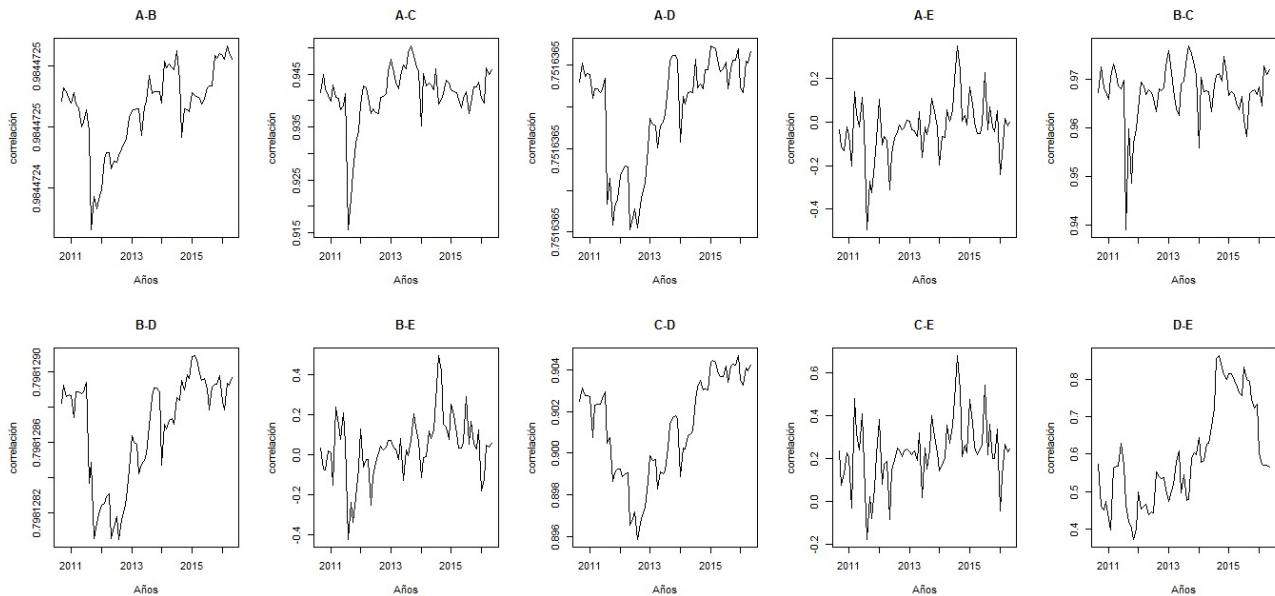 A-B
correlación
0.9844724
0.9844725
0.9844725
2011
2013
2015
Años
A-C
correlación
0.915
0.925
0.935
0.945
2011
2013
2015
Años
A-D
correlación
0.7516365
0.7516365
0.7516365
2011
2013
2015
Años
A-E
correlación
-0.4
-0.2
0.0
0.2
2011
2013
2015
Años
B-C
correlación
0.94
0.95
0.96
0.97
2011
2013
2015
Años
B-D
correlación
0.7981282
0.7981286
0.7981290
2011
2013
2015
Años
B-E
correlación
-0.4
-0.2
0.0
0.2
0.4
2011
2013
2015
Años
C-D
correlación
0.896
0.898
0.900
0.902
0.904
2011
2013
2015
Años
C-E
correlación
-0.2
0.0
0.2
0.4
0.6
2011
2013
2015
Años
D-E
correlación
0.4
0.5
0.6
0.7
0.8
2011
2013
2015
Años